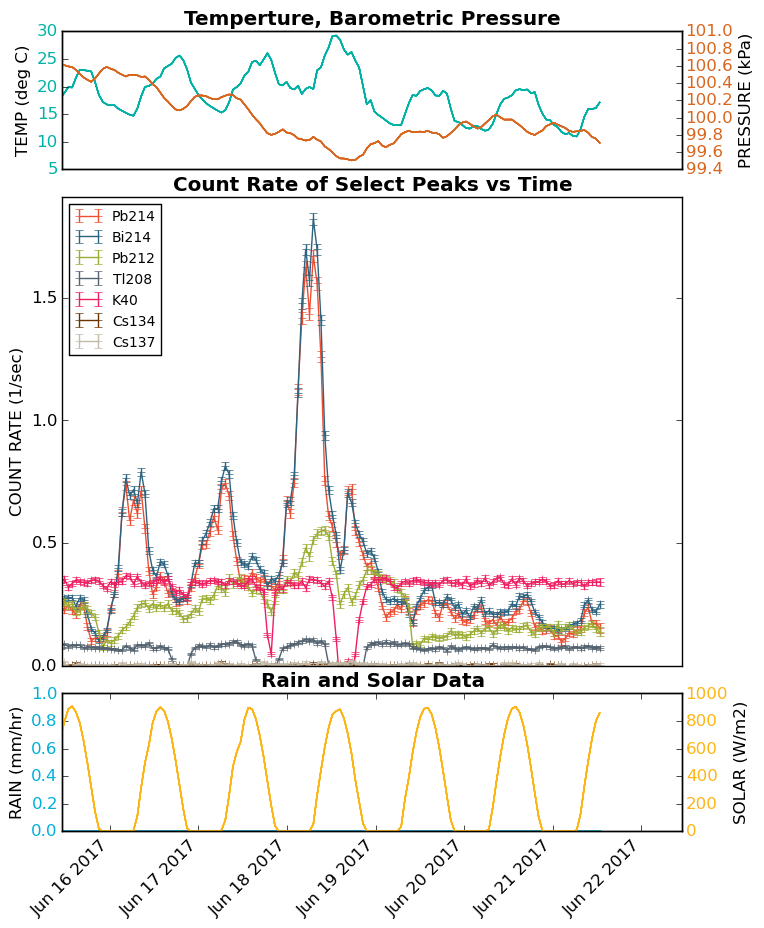 Temperture, Barometric Pressure
TEMP (deg C)
30
25
20
15
10
5
101.0
100.8
100.6
100.4
100.2
100.0
99.8
99.6
99.4
PRESSURE (kPa)
Count Rate of Select Peaks vs Time
COUNT RATE (1/sec)
1.5
1.0
0.5
0.0
Pb214
Bi214
Pb212
Tl208
K40
Cs134
Cs137
Rain and Solar Data
RAIN (mm/hr)
1.0
0.8
0.6
0.4
0.2
0.0
1000
800
600
400
200
0
SOLAR (W/m2)
Jun 16 2017
Jun 17 2017
Jun 18 2017
Jun 19 2017
Jun 20 2017
Jun 21 2017
Jun 22 2017